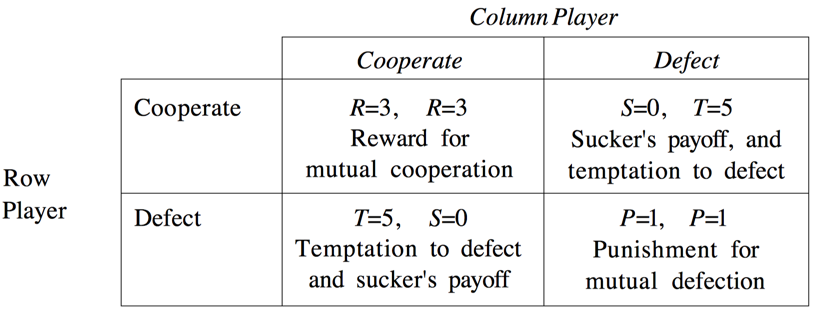 Column Player
Cooperate Defect
Cooperate R=3, R=3 S=0, T=5
Reward for Sucker's payoff, and
mutual cooperation temptation to defect
Row
Player
Defect T=5, S=0 P=1, P=1
Temptation to defect Punishment for
and sucker's payoff mutual defection